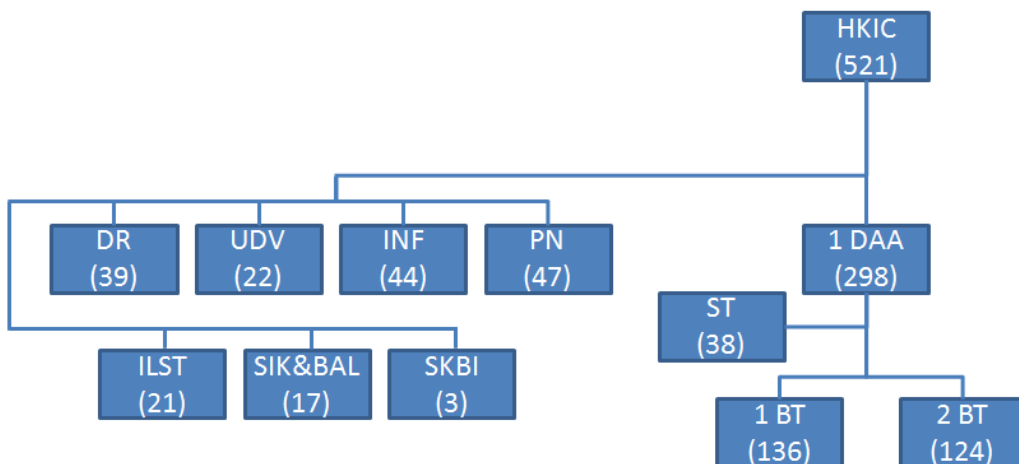 HKIC
(521)
DR
(39)
UDV
(22)
INF
(44)
PN
(47)
1 DAA
(298)
ST
(38)
ILST
(21)
SIK&BAL
(17)
SKBI
(3)
1 BT
(136)
2 BT
(124)